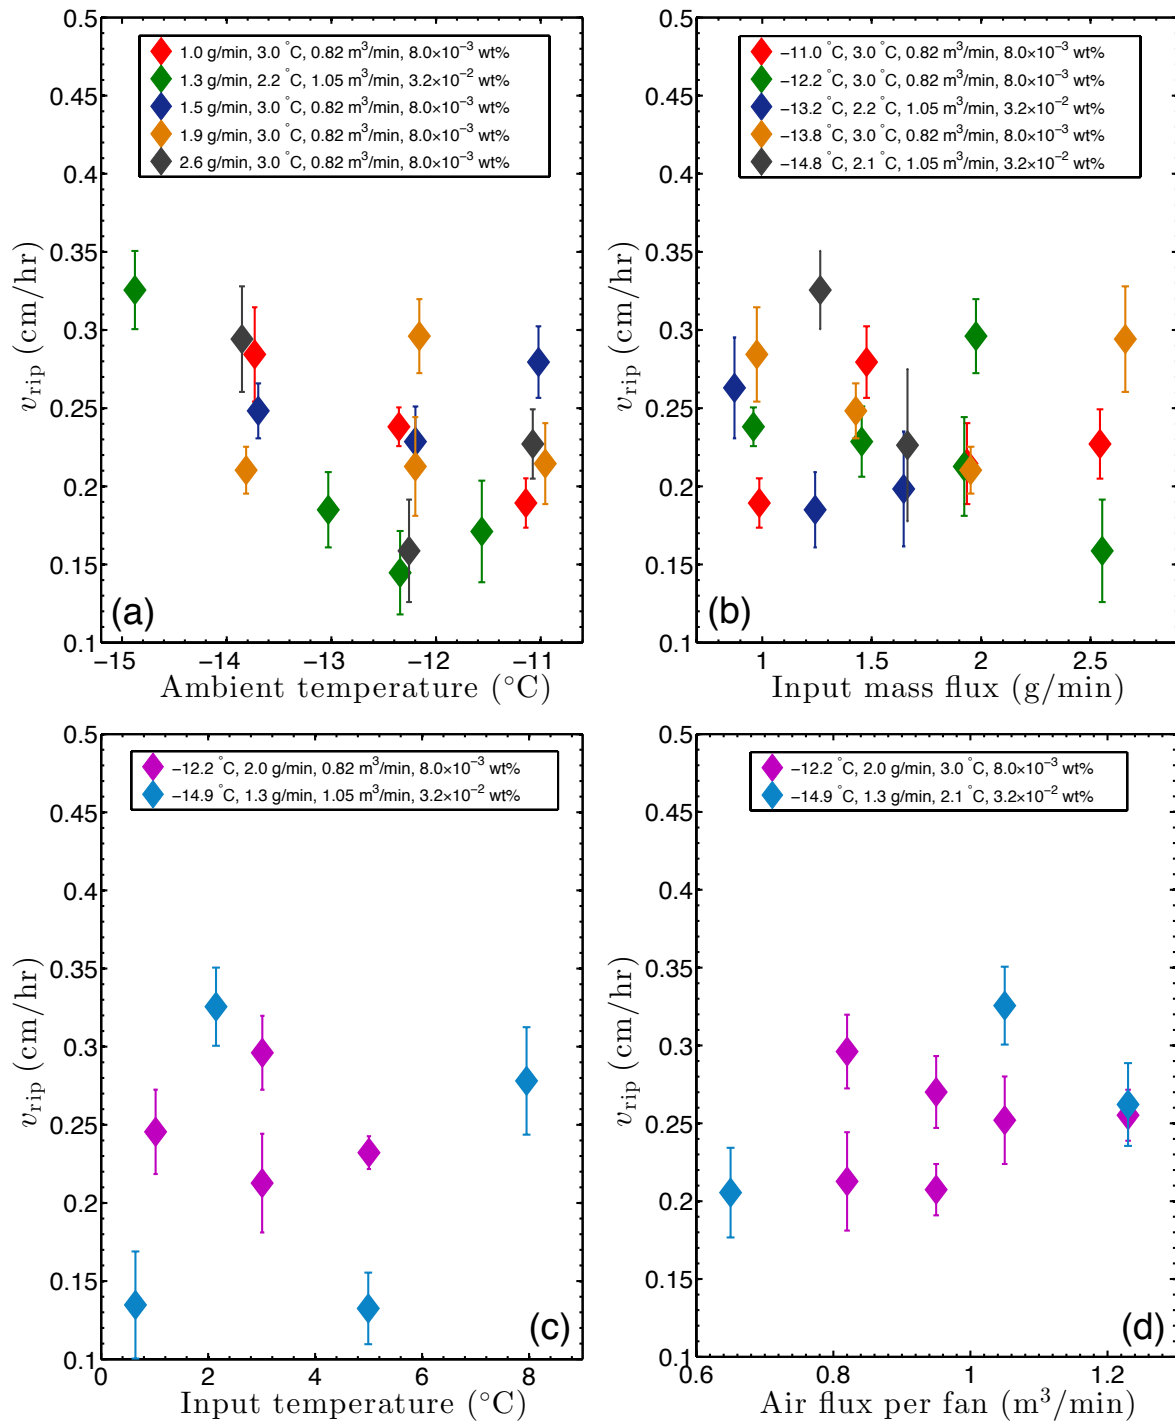 1.0 g/min, 3.0 °C, 0.82 m³/min, 8.0×10⁻³ wt%
1.3 g/min, 2.2 °C, 1.05 m³/min, 3.2×10⁻² wt%
1.5 g/min, 3.0 °C, 0.82 m³/min, 8.0×10⁻³ wt%
1.9 g/min, 3.0 °C, 0.82 m³/min, 8.0×10⁻³ wt%
2.6 g/min, 3.0 °C, 0.82 m³/min, 8.0×10⁻³ wt%
0.5
0.45
0.4
0.35
0.3
0.25
0.2
0.15
0.1
v_rip (cm/hr)
(a)
−15 −14 −13 −12 −11
Ambient temperature (°C)
−11.0 °C, 3.0 °C, 0.82 m³/min, 8.0×10⁻³ wt%
−12.2 °C, 3.0 °C, 0.82 m³/min, 8.0×10⁻³ wt%
−13.2 °C, 2.2 °C, 1.05 m³/min, 3.2×10⁻² wt%
−13.8 °C, 3.0 °C, 0.82 m³/min, 8.0×10⁻³ wt%
−14.8 °C, 2.1 °C, 1.05 m³/min, 3.2×10⁻² wt%
0.5
0.45
0.4
0.35
0.3
0.25
0.2
0.15
0.1
v_rip (cm/hr)
(b)
1 1.5 2 2.5
Input mass flux (g/min)
−12.2 °C, 2.0 g/min, 0.82 m³/min, 8.0×10⁻³ wt%
−14.9 °C, 1.3 g/min, 1.05 m³/min, 3.2×10⁻² wt%
0.5
0.45
0.4
0.35
0.3
0.25
0.2
0.15
0.1
v_rip (cm/hr)
(c)
0 2 4 6 8
Input temperature (°C)
−12.2 °C, 2.0 g/min, 3.0 °C, 8.0×10⁻³ wt%
−14.9 °C, 1.3 g/min, 2.1 °C, 3.2×10⁻² wt%
0.5
0.45
0.4
0.35
0.3
0.25
0.2
0.15
0.1
v_rip (cm/hr)
(d)
0.6 0.8 1 1.2
Air flux per fan (m³/min)